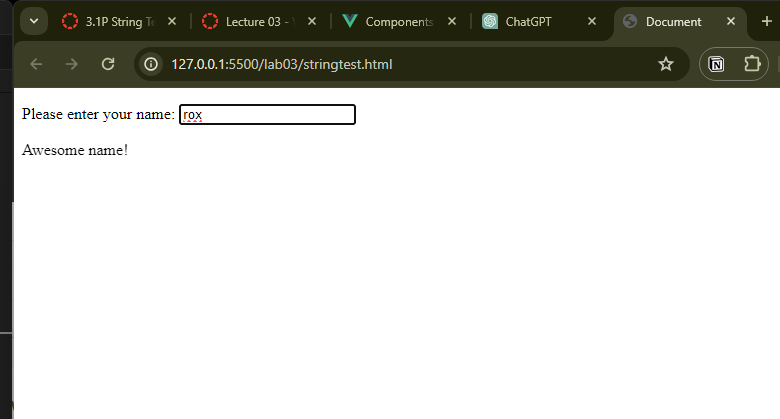 3.1P String Te
Lecture 03 -
Components
ChatGPT
Document
127.0.0.1:5500/lab03/stringtest.html
Please enter your name: rox
Awesome name!